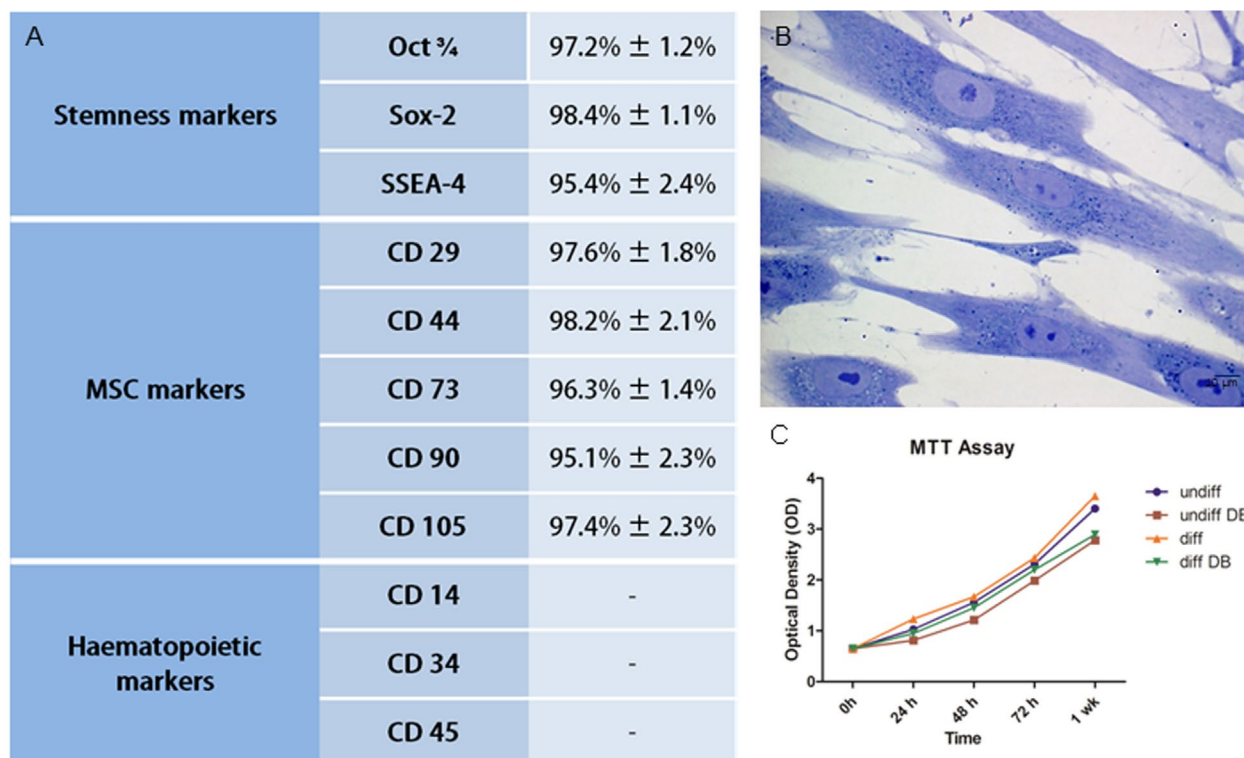 A
Stemness markers
Oct ¾ 97.2% ± 1.2%
Sox-2 98.4% ± 1.1%
SSEA-4 95.4% ± 2.4%
MSC markers
CD 29 97.6% ± 1.8%
CD 44 98.2% ± 2.1%
CD 73 96.3% ± 1.4%
CD 90 95.1% ± 2.3%
CD 105 97.4% ± 2.3%
Haematopoietic
markers
CD 14 -
CD 34 -
CD 45 -
B
µm
C
MTT Assay
Optical Density (OD)
4
3
2
1
0
0h
24 h
48 h
72 h
1 wk
Time
undiff
undiff DB
diff
diff DB